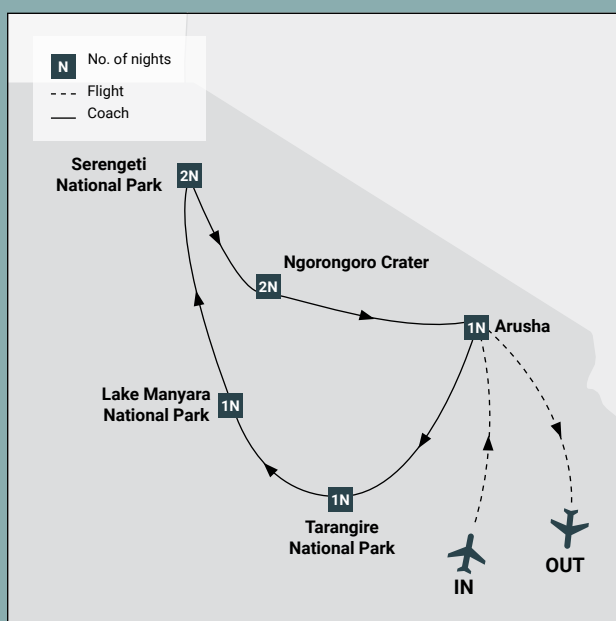 N No. of nights
Flight
Coach
Serengeti
National Park
2N
Ngorongoro Crater
2N
1N Arusha
Lake Manyara
National Park
1N
1N
Tarangire
National Park
IN
OUT